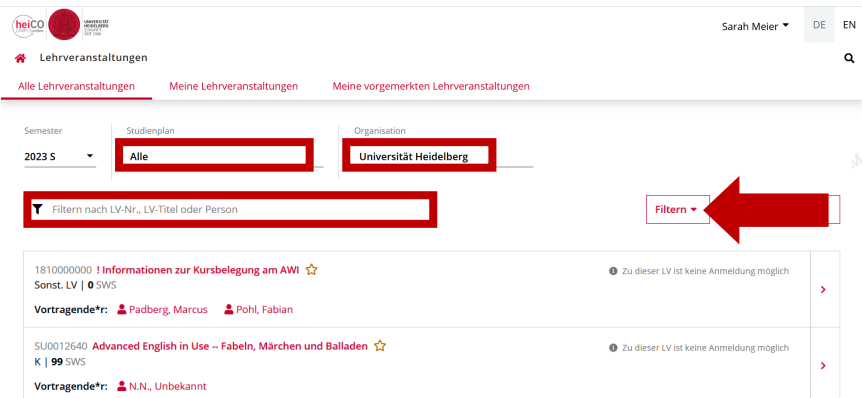 heiCO
UNIVERSITÄT
HEIDELBERG
ZUKUNFT
SEIT 1386
Sarah Meier
DE
EN
Lehrveranstaltungen
Alle Lehrveranstaltungen
Meine Lehrveranstaltungen
Meine vorgemerkten Lehrveranstaltungen
Semester
Studienplan
Organisation
2023 S
Alle
Universität Heidelberg
Filtern nach LV-Nr., LV-Titel oder Person
Filtern
1810000000 ! Informationen zur Kursbelegung am AWI
Zu dieser LV ist keine Anmeldung möglich
Sonst. LV | 0 SWS
Vortragende*r: Padberg, Marcus Pohl, Fabian
SU0012640 Advanced English in Use -- Fabeln, Märchen und Balladen
Zu dieser LV ist keine Anmeldung möglich
K | 99 SWS
Vortragende*r: N.N., Unbekannt